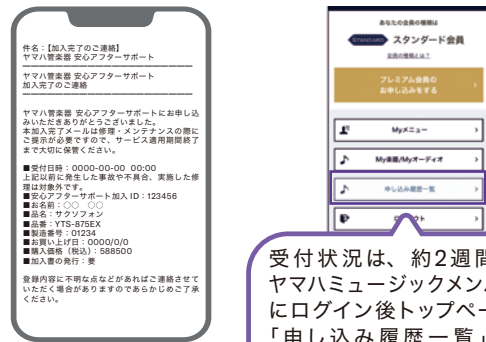 件名：【加入完了のご連絡】
ヤマハ管楽器 安心アフターサポート
ヤマハ管楽器 安心アフターサポート
加入完了のご連絡
ヤマハ管楽器 安心アフターサポートにお申し込
みいただきありがとうございました。
本加入完了メールは修理・メンテナンスの際に
ご提示が必要ですので、サービス適用期間終了
まで大切に保管ください。
■受付日時：0000-00-00 00:00
上記以前に発生した事故や不具合、実施した修
理は対象外です。
■安心アフターサポート加入 ID：123456
■お名前：○○ ○○
■品名：サクソフォン
■品番：YTS-875EX
■製造番号：01234
■お買い上げ日：0000/0/0
■購入価格（税込）：588500
■加入書の発行：要
登録内容に不明な点などがあればご連絡させて
いただく場合がありますのであらかじめご了承
ください。
あなたの会員の種類は
STANDARD スタンダード会員
会員の種類とは？
プレミアム会員の
お申し込みをする
Myメニュー
My楽器/Myオーディオ
申し込み履歴一覧
受付状況は、約2週間
ヤマハミュージックメン
にログイン後トップペー
「申し込み履歴一覧」